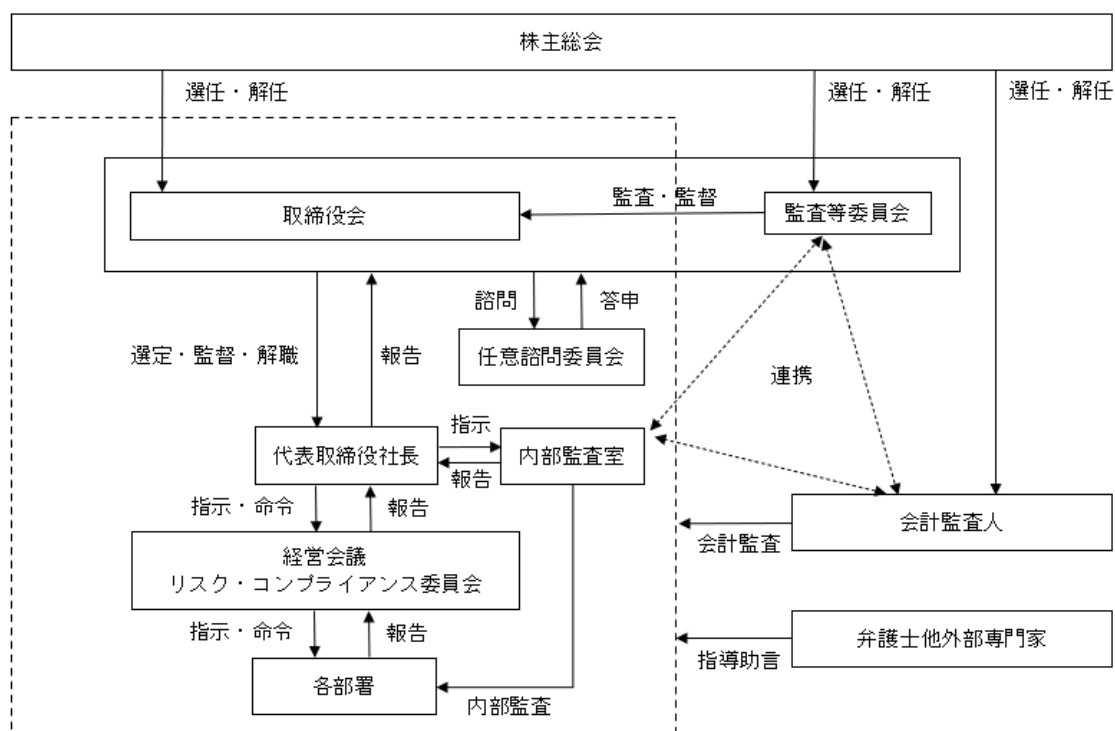 株主総会
選任・解任
選任・解任
選任・解任
取締役会
監査・監督
監査等委員会
諮問
答申
選定・監督・解職
報告
任意諮問委員会
連携
代表取締役社長
指示
報告
内部監査室
指示・命令
報告
会計監査人
会計監査
経営会議
リスク・コンプライアンス委員会
指示・命令
報告
弁護士他外部専門家
指導助言
各部署
内部監査